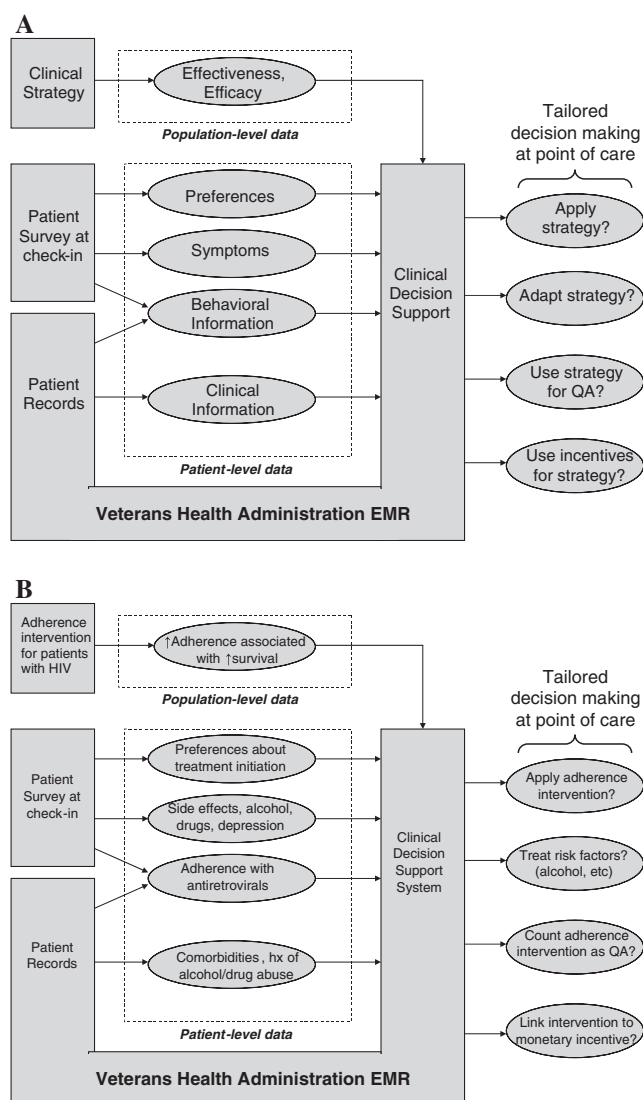 A
Clinical
Strategy
Effectiveness,
Efficacy
Population-level data
Tailored
decision making
at point of care
Patient
Survey at
check-in
Preferences
Symptoms
Behavioral
Information
Patient
Records
Clinical
Information
Patient-level data
Clinical
Decision
Support
Apply
strategy?
Adapt strategy?
Use strategy
for QA?
Use incentives
for strategy?
Veterans Health Administration EMR
B
Adherence
intervention
for patients
with HIV
↑Adherence associated
with ↑survival
Population-level data
Tailored
decision making
at point of care
Patient
Survey at
check-in
Preferences about
treatment initiation
Side effects, alcohol,
drugs, depression
Adherence with
antiretrovirals
Patient
Records
Comorbidities, hx of
alcohol/drug abuse
Patient-level data
Clinical
Decision
Support
System
Apply adherence
intervention?
Treat risk factors?
(alcohol, etc)
Count adherence
intervention as QA?
Link intervention to
monetary incentive?
Veterans Health Administration EMR